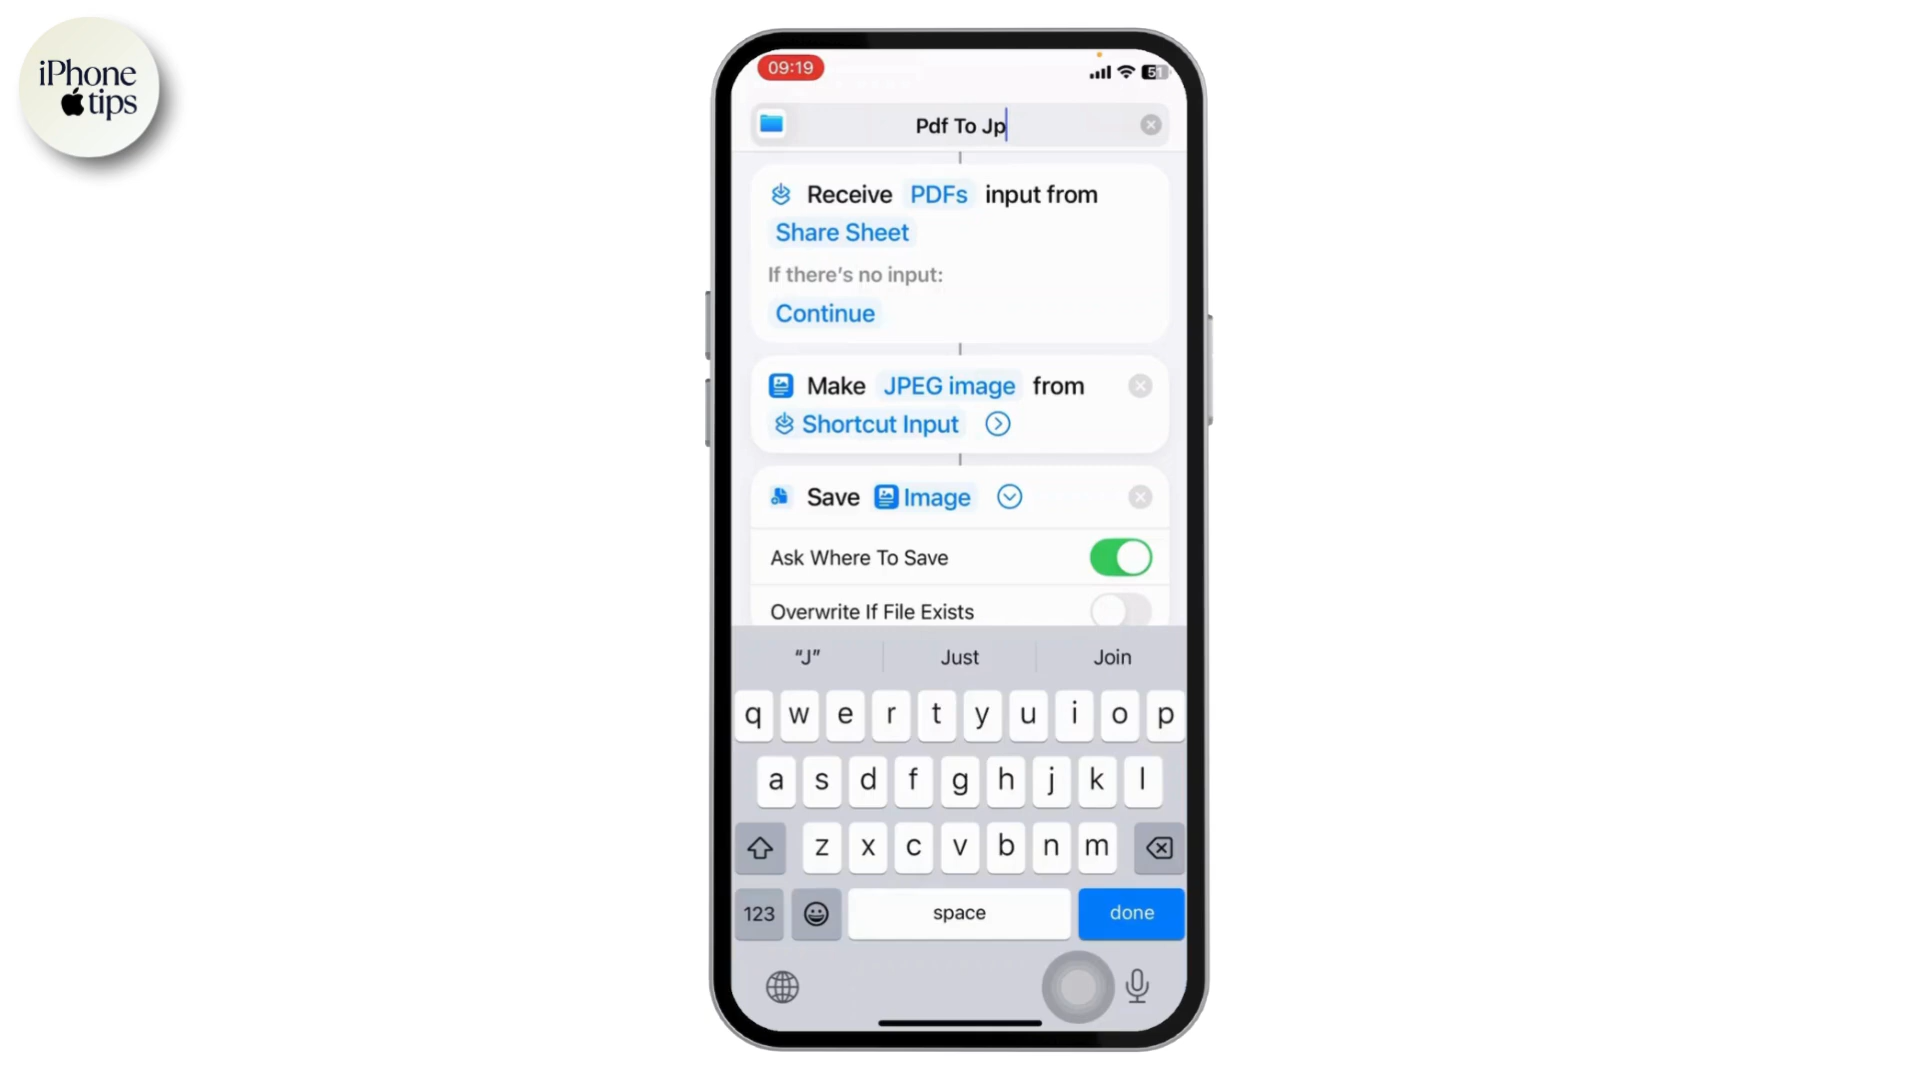 iPhone
tips
09:19
51
Pdf To Jp
Receive PDFs input from
Share Sheet
If there's no input:
Continue
Make JPEG image from
Shortcut Input
Save Image
Ask Where To Save
Overwrite If File Exists
“J” Just Join
q w e r t y u i o p
a s d f g h j k l
z x c v b n m
123 space done